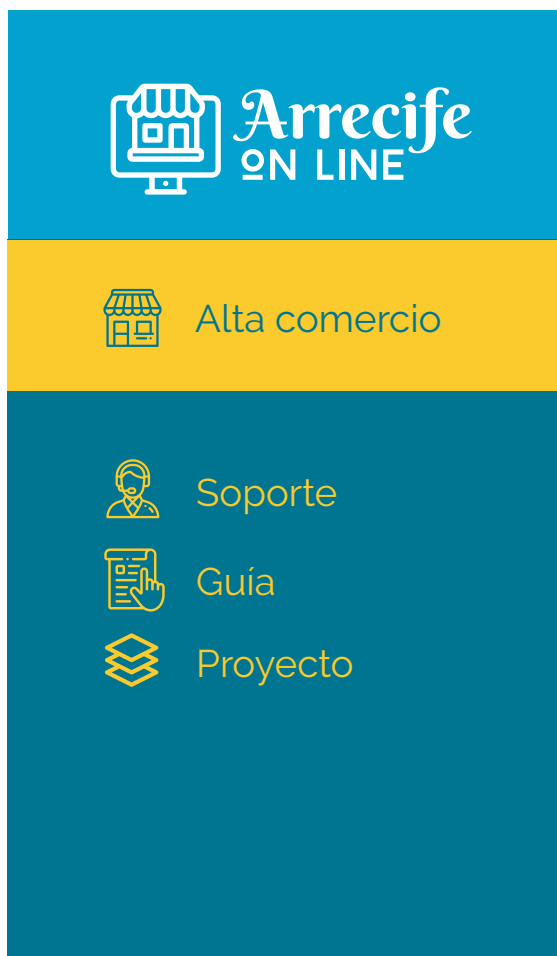 Arrecife
ON LINE
Alta comercio
Soporte
Guía
Proyecto